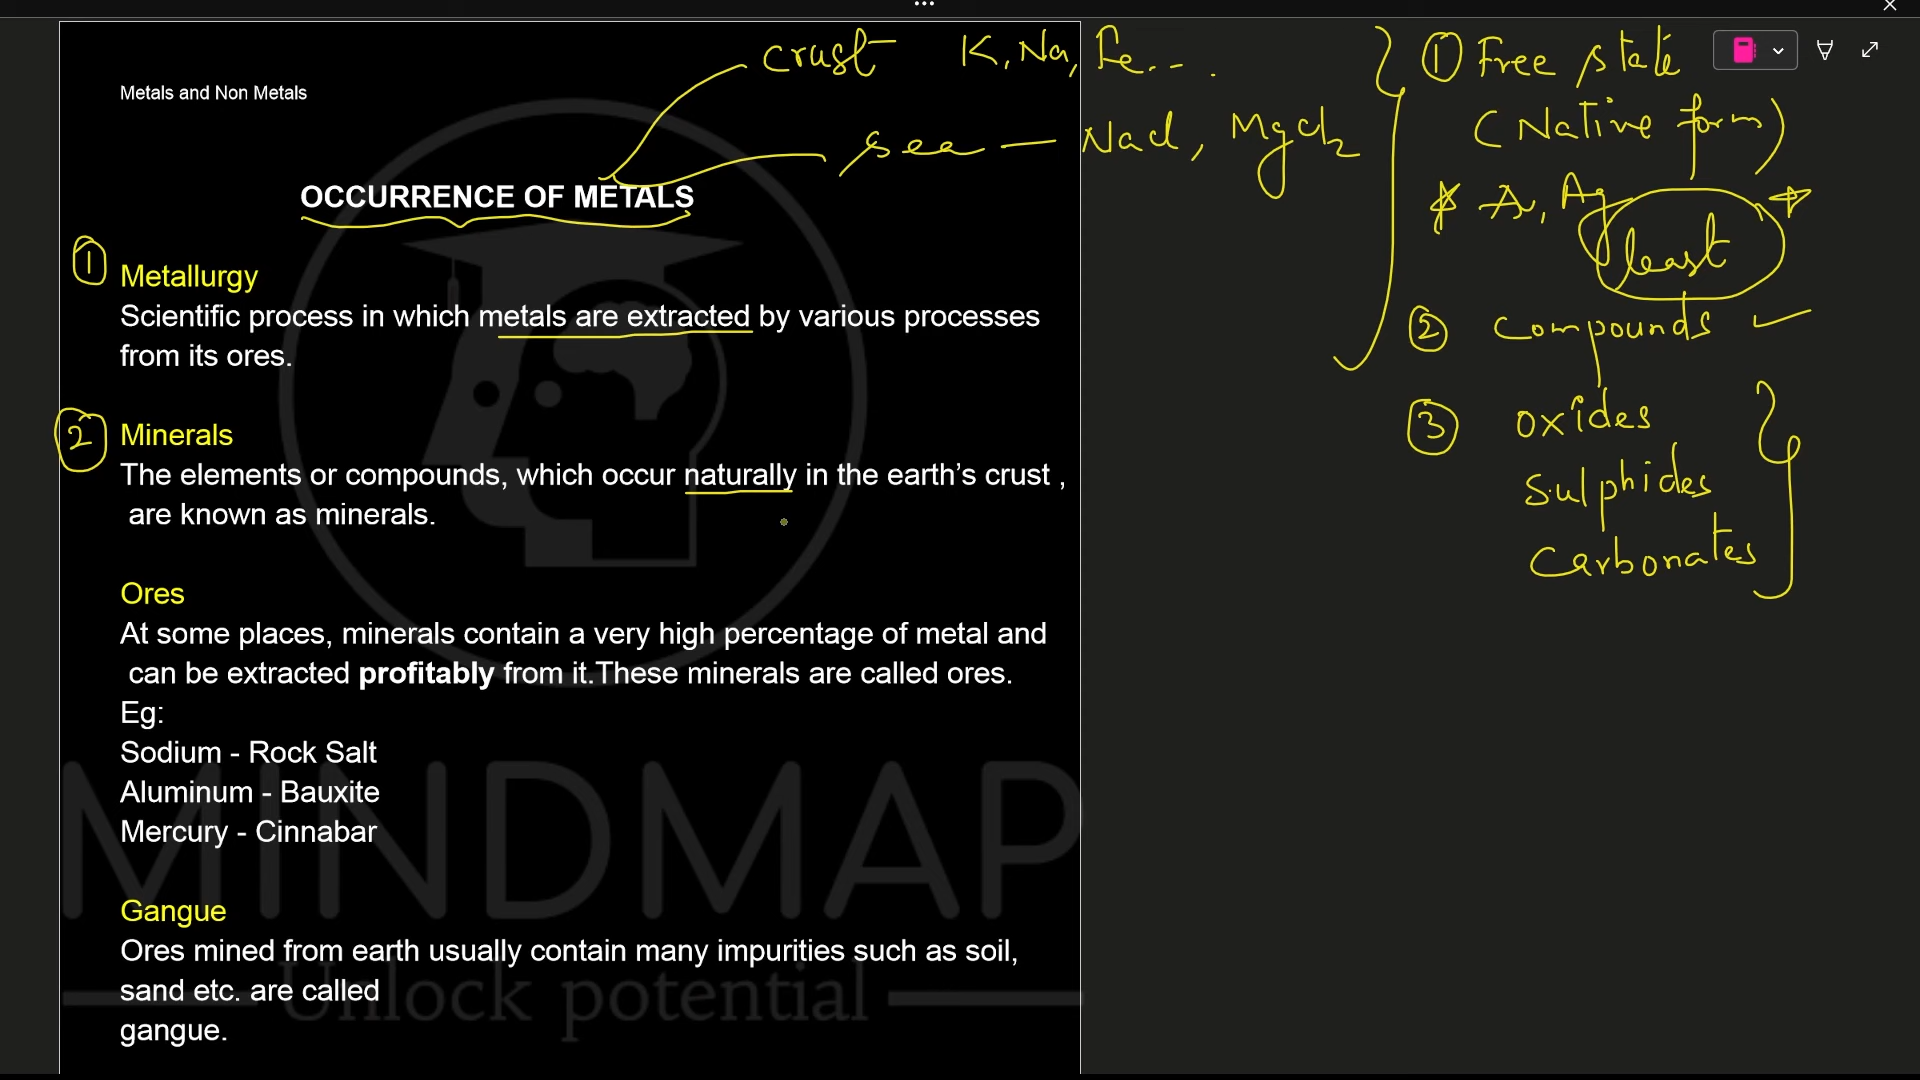 crust K, Na, Fe...
sea — Nacl, Mgcl2
Metals and Non Metals
OCCURRENCE OF METALS
1 Metallurgy
Scientific process in which metals are extracted by various processes
from its ores.
2 Minerals
The elements or compounds, which occur naturally in the earth’s crust ,
are known as minerals.
Ores
At some places, minerals contain a very high percentage of metal and
can be extracted profitably from it.These minerals are called ores.
Eg:
Sodium - Rock Salt
Aluminum - Bauxite
Mercury - Cinnabar
Gangue
Ores mined from earth usually contain many impurities such as soil,
sand etc. are called
gangue.
MINDMAP
Unlock potential
1 Free state
(Native form)
Au, Ag
least
2 compounds
3 oxides
sulphides
carbonates